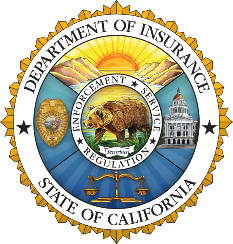 DEPARTMENT OF INSURANCE
ENFORCEMENT ★ SERVICE
REGULATION
STATE OF CALIFORNIA